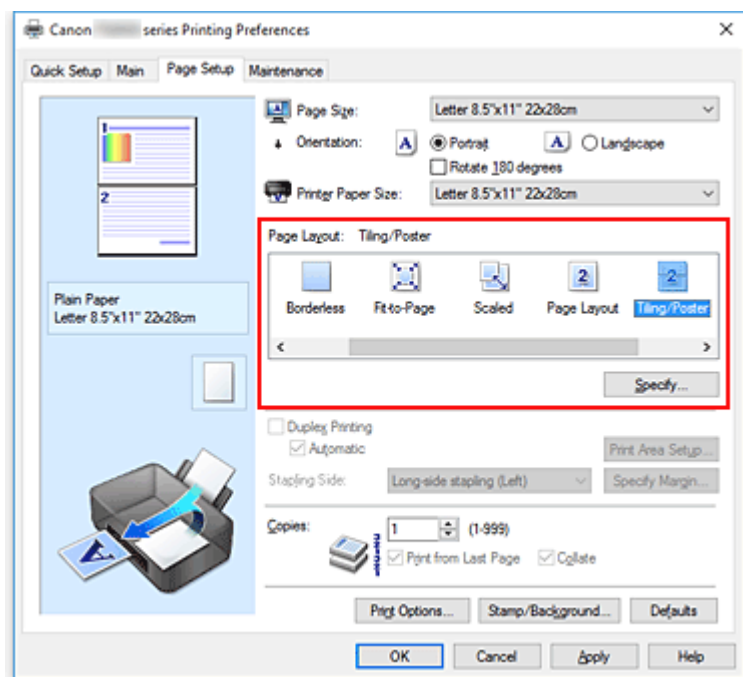 Canon series Printing Preferences
Quick Setup Main Page Setup Maintenance
1
2
Plain Paper
Letter 8.5"x11" 22x28cm
Page Size: Letter 8.5"x11" 22x28cm
Orientation: A Portrait A Landscape
Rotate 180 degrees
Printer Paper Size: Letter 8.5"x11" 22x28cm
Page Layout: Tiling/Poster
2 2
Borderless Fit-to-Page Scaled Page Layout Tiling/Poster
Specify...
Duplex Printing
Automatic Print Area Setup...
Stapling Side: Long-side stapling (Left) Specify Margin...
Copies: 1 (1-999)
Print from Last Page Collate
A
Print Options... Stamp/Background... Defaults
OK Cancel Apply Help